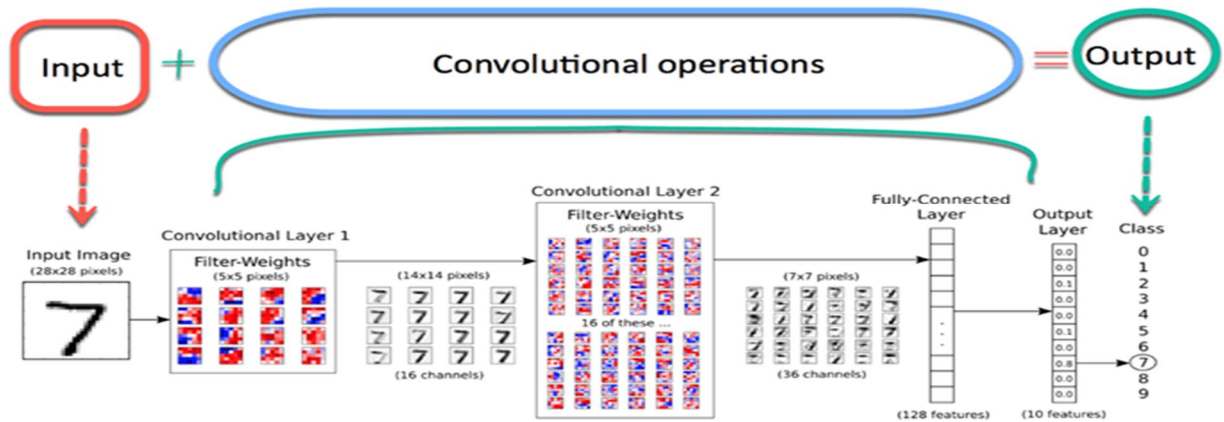 Input + Convolutional operations = Output
Input Image
(28x28 pixels)
7
Convolutional Layer 1
Filter-Weights
(5x5 pixels)
(14x14 pixels)
(16 channels)
Convolutional Layer 2
Filter-Weights
(5x5 pixels)
16 of these ...
(7x7 pixels)
(36 channels)
Fully-Connected
Layer
(128 features)
Output
Layer
0.0
0.0
0.1
0.0
0.0
0.1
0.0
0.8
0.0
0.0
(10 features)
Class
0
1
2
3
4
5
6
7
8
9